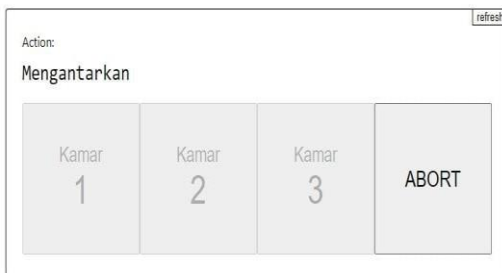 refresh
Action:
Mengantarkan
Kamar
1
Kamar
2
Kamar
3
ABORT